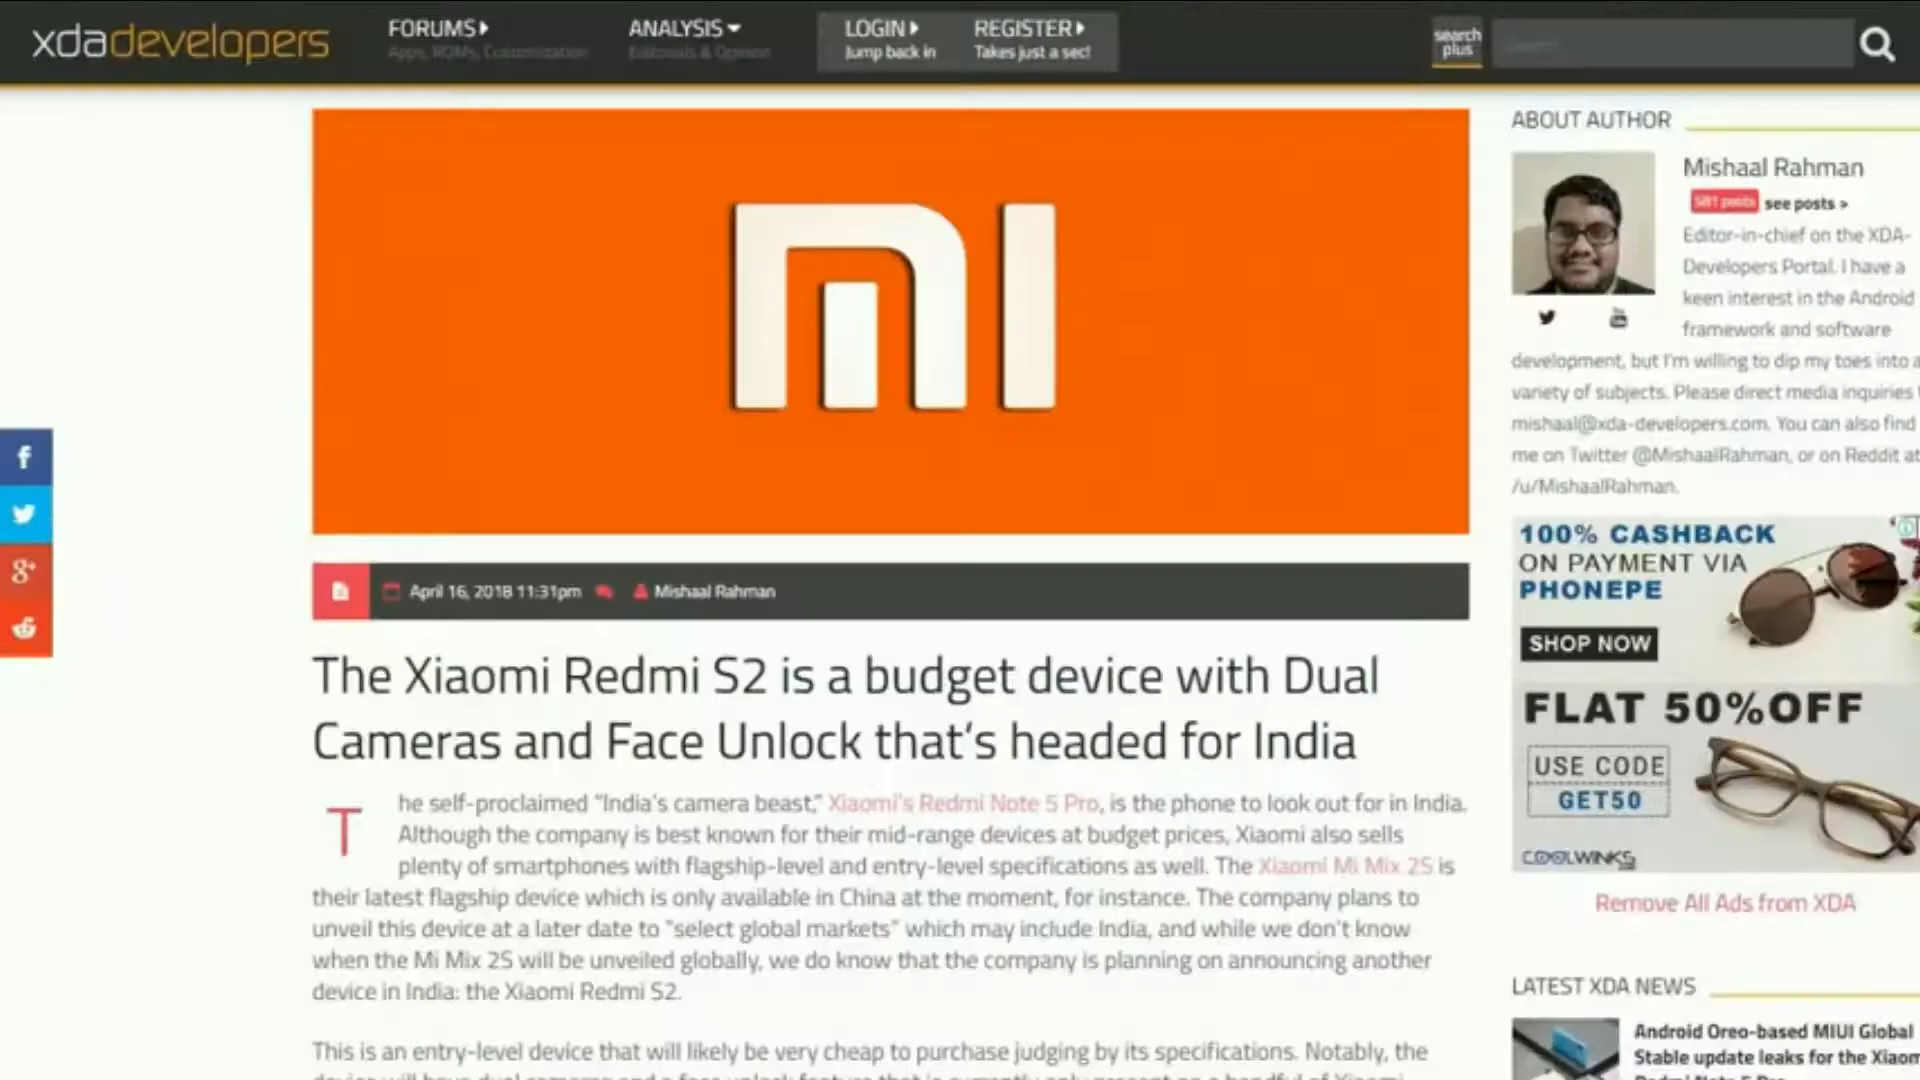 xdadevelopers
FORUMS
Apps, ROMs, Customization
ANALYSIS
Editorials & Opinion
LOGIN
Jump back in
REGISTER
Takes just a sec!
search
plus
mi
ABOUT AUTHOR
Mishaal Rahman
581 posts see posts >
Editor-in-chief on the XDA-
Developers Portal. I have a
keen interest in the Android
framework and software
development, but I'm willing to dip my toes into a
variety of subjects. Please direct media inquiries
mishaal@xda-developers.com. You can also find
me on Twitter @MishaalRahman, or on Reddit at
/u/MishaalRahman.
f
8+
April 16, 2018 11:31pm
Mishaal Rahman
The Xiaomi Redmi S2 is a budget device with Dual
Cameras and Face Unlock that's headed for India
The self-proclaimed "India's camera beast," Xiaomi's Redmi Note 5 Pro, is the phone to look out for in India.
Although the company is best known for their mid-range devices at budget prices, Xiaomi also sells
plenty of smartphones with flagship-level and entry-level specifications as well. The Xiaomi Mi Mix 2S is
their latest flagship device which is only available in China at the moment, for instance. The company plans to
unveil this device at a later date to "select global markets" which may include India, and while we don't know
when the Mi Mix 2S will be unveiled globally, we do know that the company is planning on announcing another
device in India: the Xiaomi Redmi S2.
This is an entry-level device that will likely be very cheap to purchase judging by its specifications. Notably, the
100% CASHBACK
ON PAYMENT VIA
PHONEPE
SHOP NOW
FLAT 50%OFF
USE CODE
GET50
COOLWINKS
Remove All Ads from XDA
LATEST XDA NEWS
Android Oreo-based MIUI Global
Stable update leaks for the Xiaom